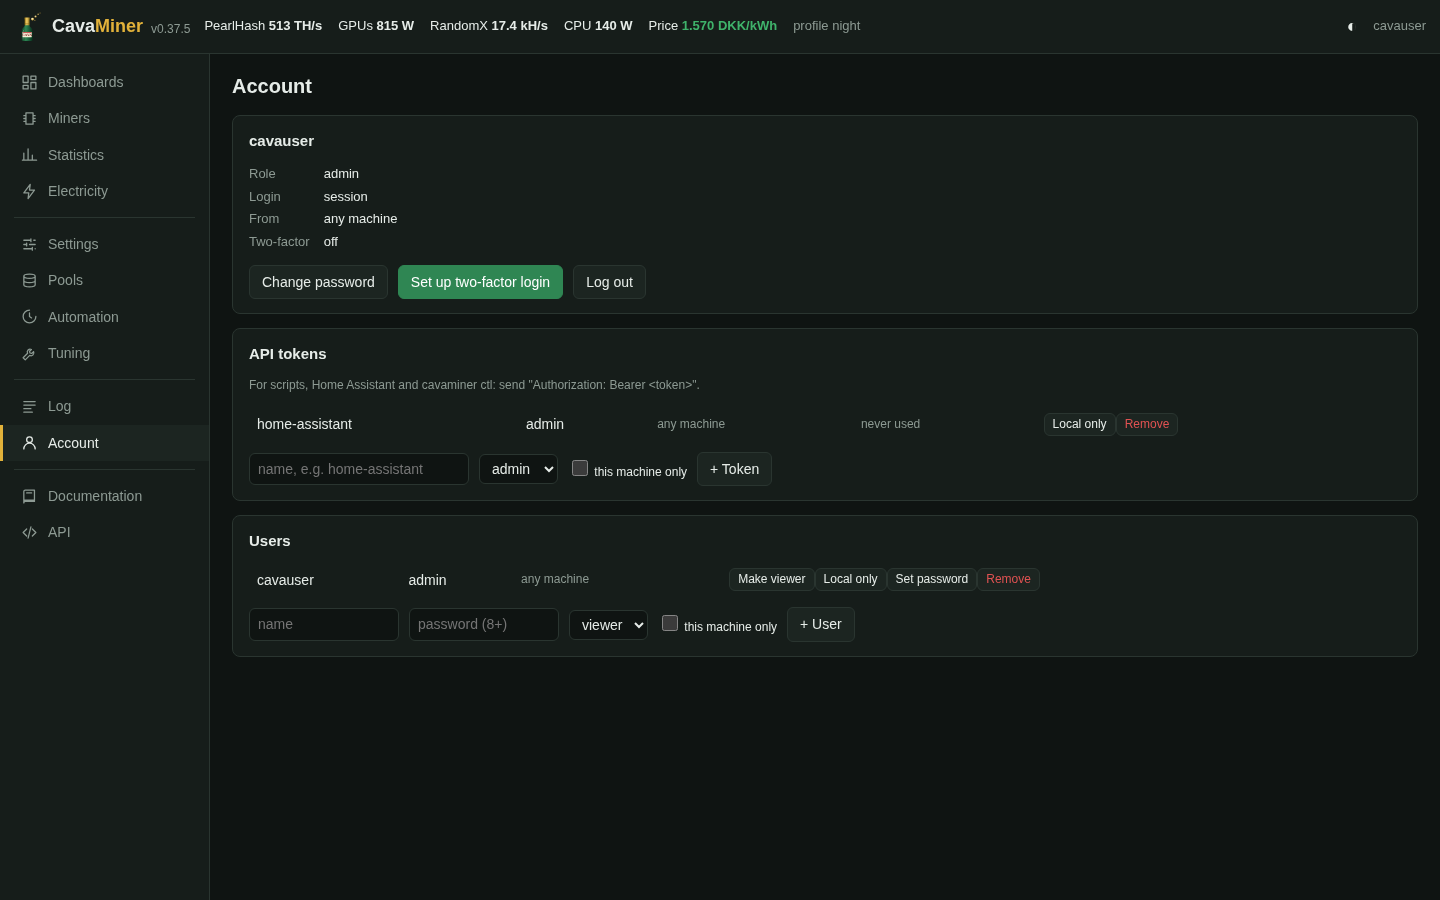 CavaMiner v0.37.5 PearlHash 513 TH/s GPUs 815 W RandomX 17.4 kH/s CPU 140 W Price 1.570 DKK/kWh profile night cavauser
Dashboards
Miners
Statistics
Electricity
Settings
Pools
Automation
Tuning
Log
Account
Documentation
API
Account
cavauser
Role admin
Login session
From any machine
Two-factor off
Change password Set up two-factor login Log out
API tokens
For scripts, Home Assistant and cavaminer ctl: send "Authorization: Bearer <token>".
home-assistant admin any machine never used Local only Remove
name, e.g. home-assistant admin this machine only + Token
Users
cavauser admin any machine Make viewer Local only Set password Remove
name password (8+) viewer this machine only + User